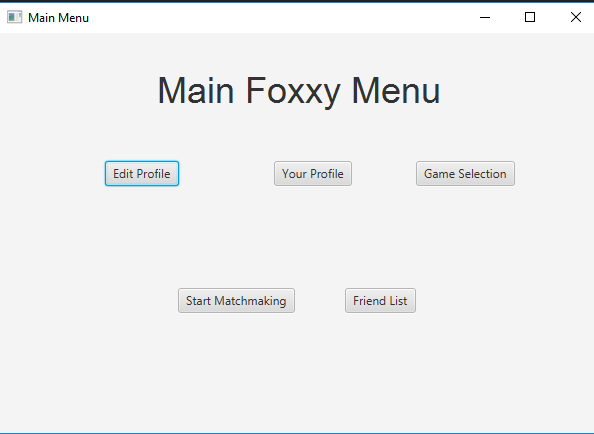 Main Menu
Main Foxxy Menu
Edit Profile
Your Profile
Game Selection
Start Matchmaking
Friend List